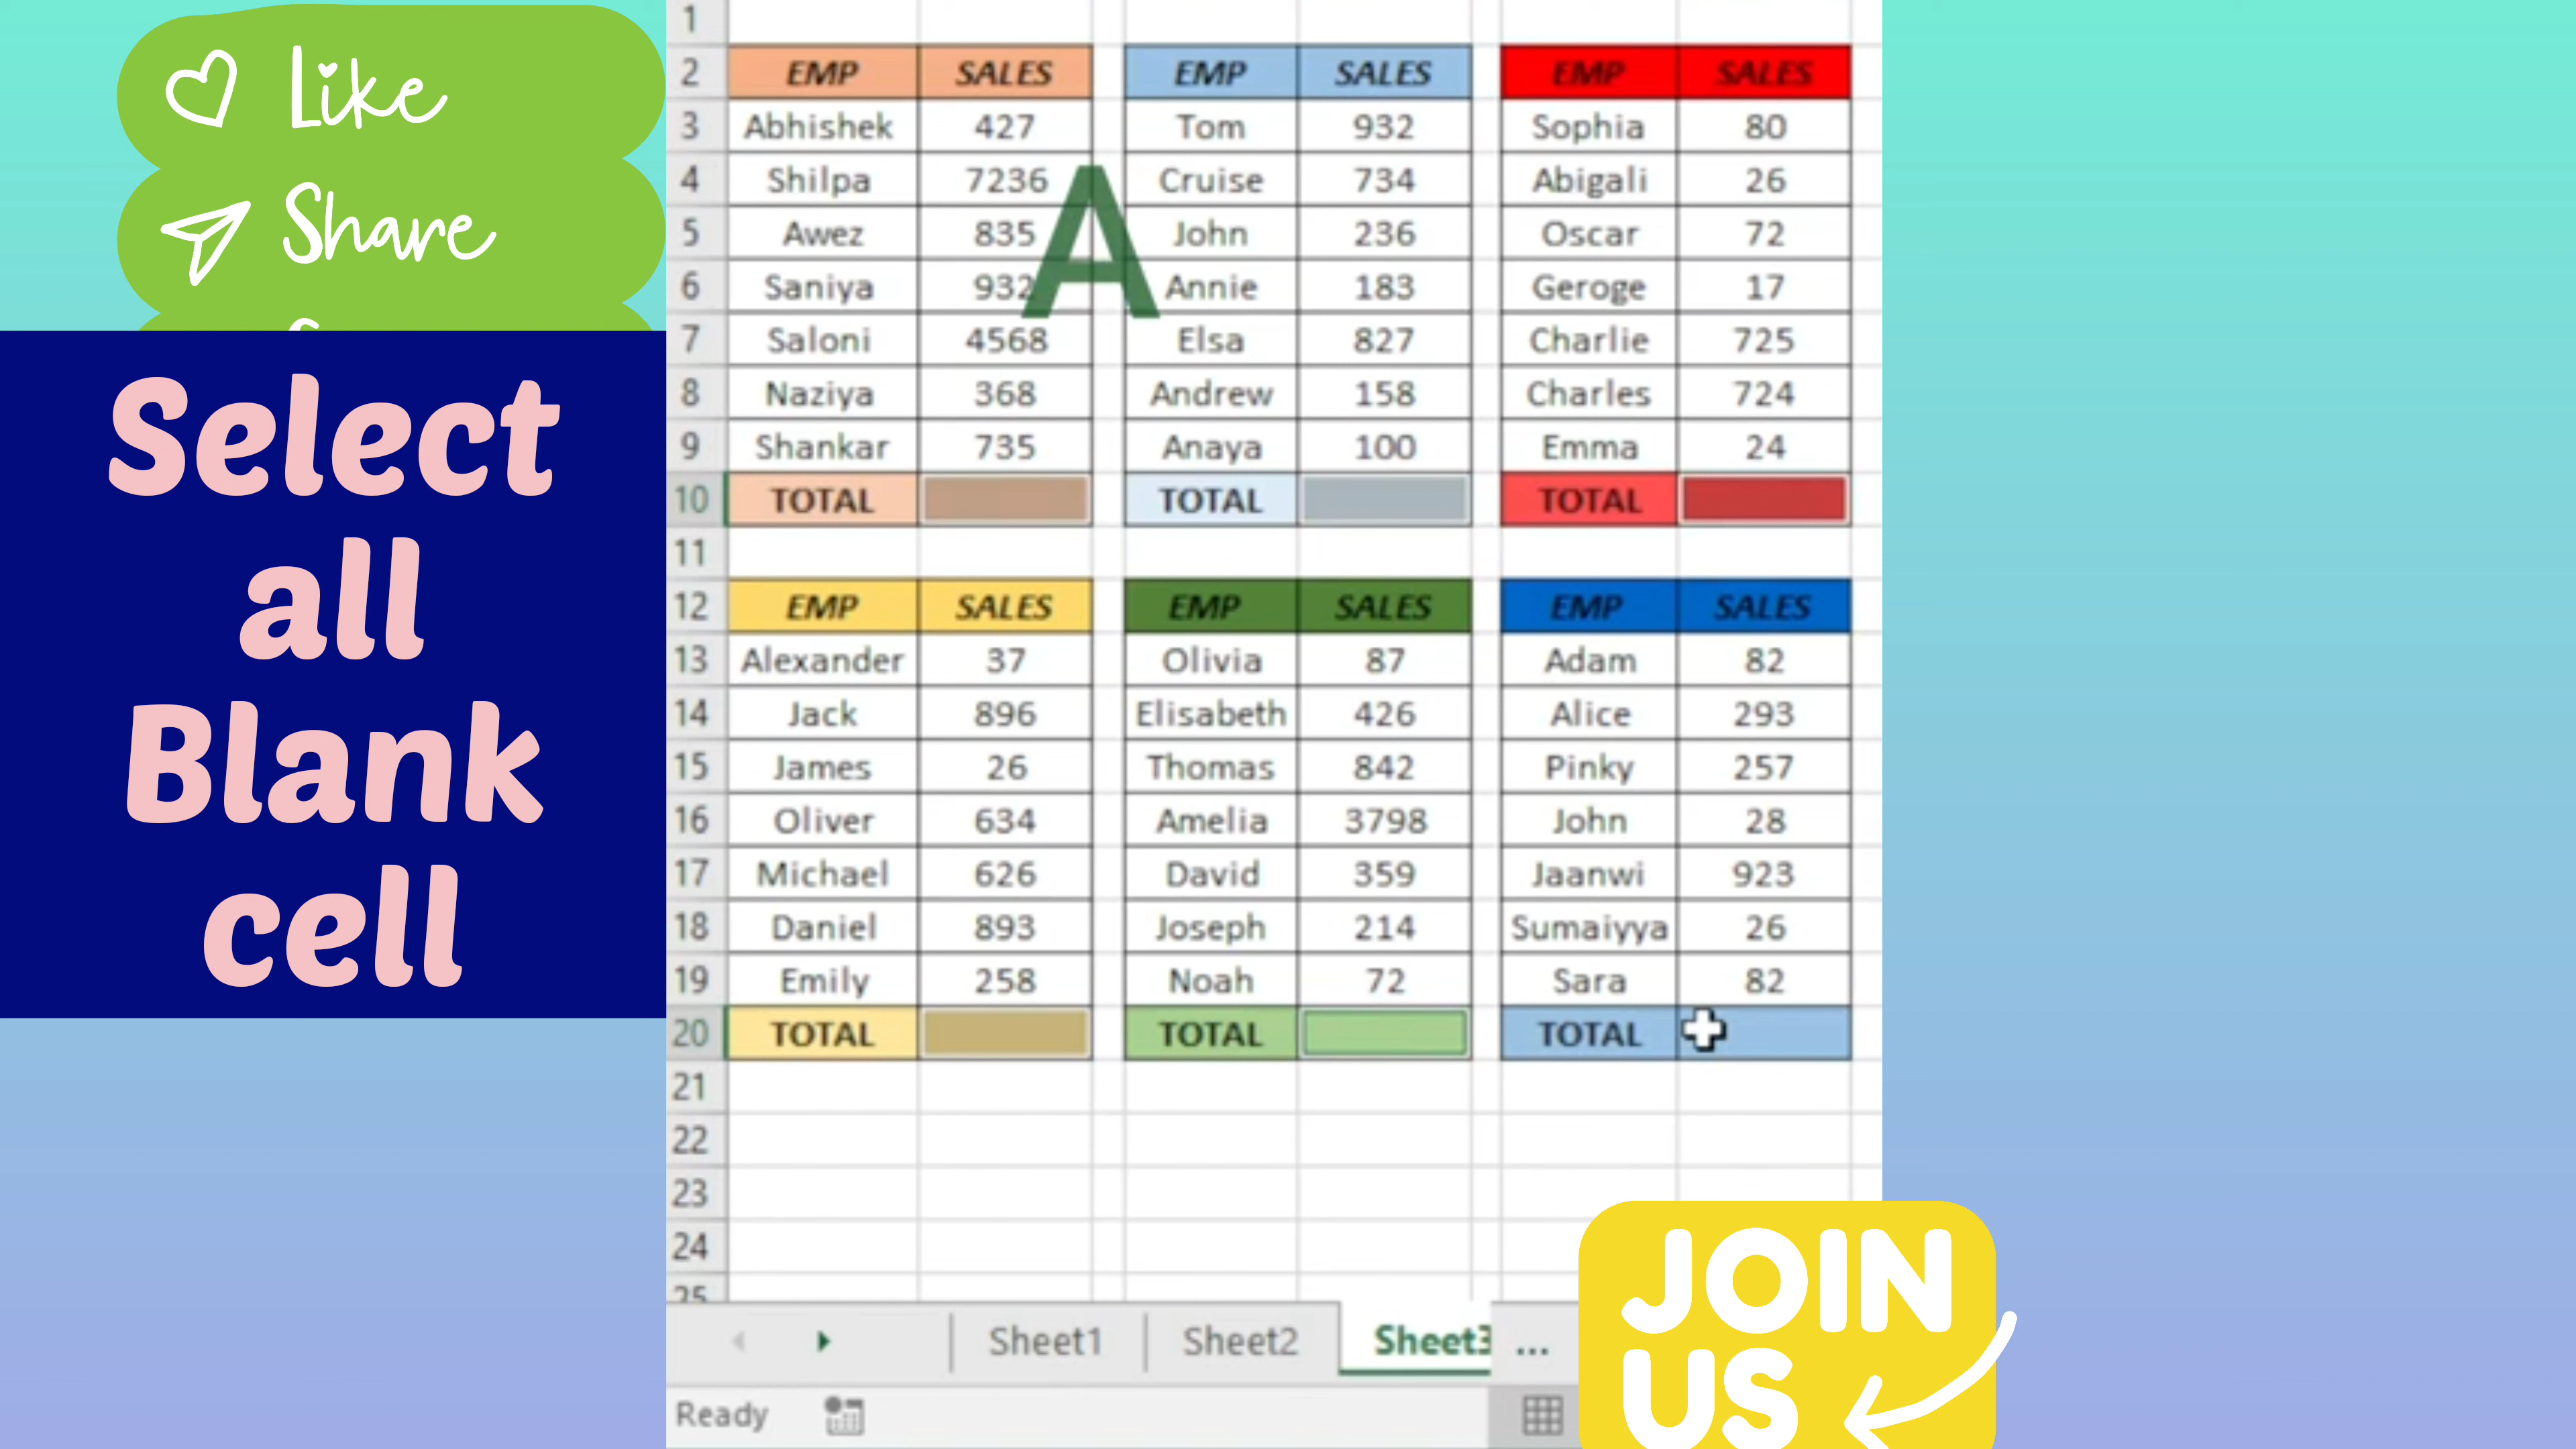 Like
Share
Select
all
Blank
cell
1
2 EMP SALES EMP SALES EMP SALES
3 Abhishek 427 Tom 932 Sophia 80
4 Shilpa 7236 Cruise 734 Abigali 26
5 Awez 835 John 236 Oscar 72
6 Saniya 932 Annie 183 Geroge 17
7 Saloni 4568 Elsa 827 Charlie 725
8 Naziya 368 Andrew 158 Charles 724
9 Shankar 735 Anaya 100 Emma 24
10 TOTAL TOTAL TOTAL
11
12 EMP SALES EMP SALES EMP SALES
13 Alexander 37 Olivia 87 Adam 82
14 Jack 896 Elisabeth 426 Alice 293
15 James 26 Thomas 842 Pinky 257
16 Oliver 634 Amelia 3798 John 28
17 Michael 626 David 359 Jaanwi 923
18 Daniel 893 Joseph 214 Sumaiyya 26
19 Emily 258 Noah 72 Sara 82
20 TOTAL TOTAL TOTAL
21
22
23
24
25
A
Sheet1 Sheet2 Sheet3 ...
Ready
JOIN
US